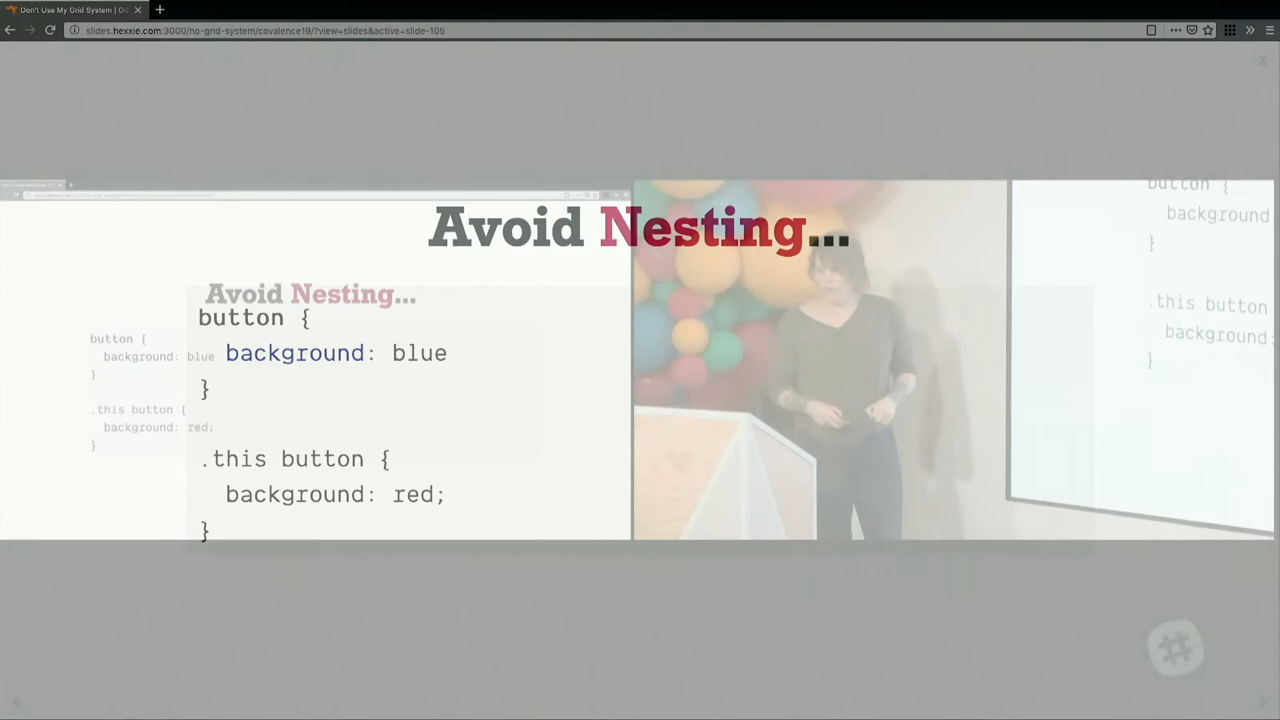 Don't Use My Grid System | Od
slides.hexxie.com:3000/no-grid-system/covalence19/?view=slides&active=slide-106
X
Avoid Nesting...
button {
background: blue
}
.this button {
background: red;
}
Avoid Nesting...
button {
background: blue
}
.this button {
background: red;
}
button {
background
}
.this button
background:
}
#